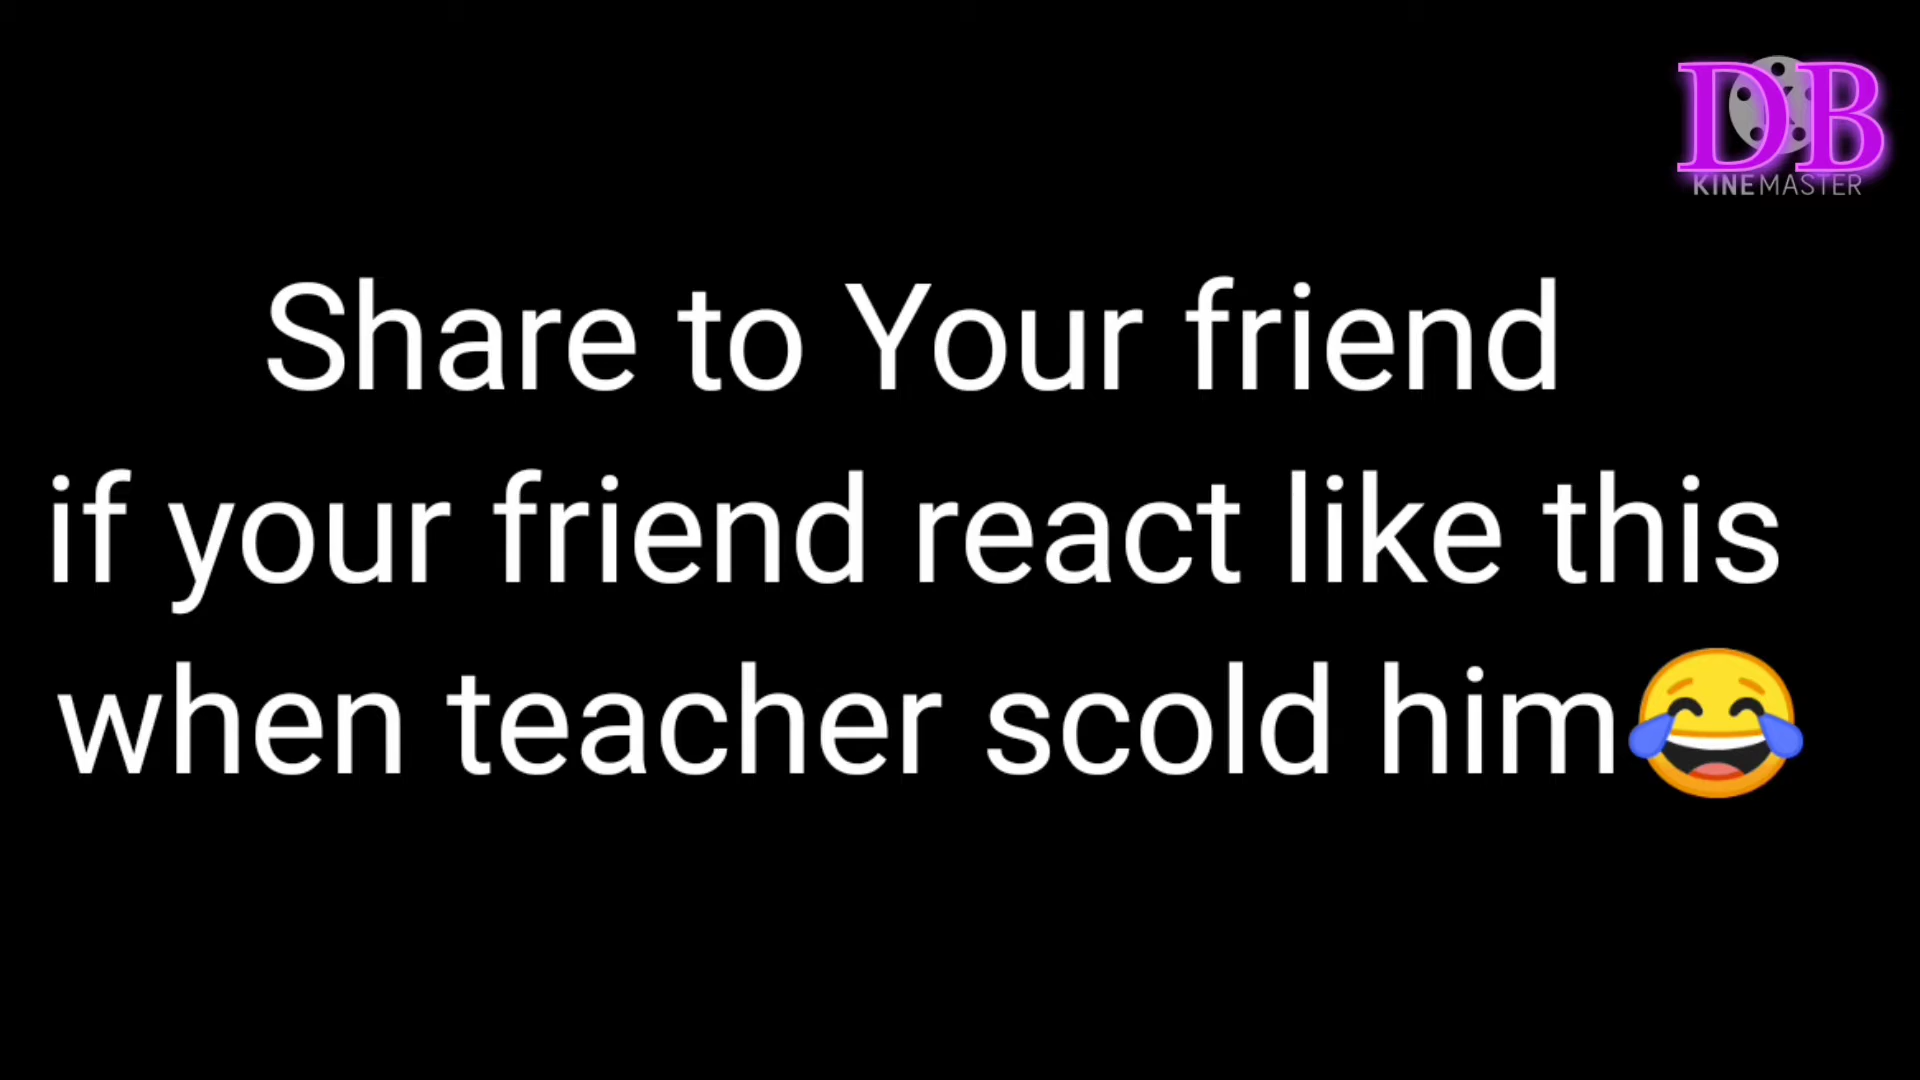 DB
KINEMASTER
Share to Your friend
if your friend react like this
when teacher scold him😂